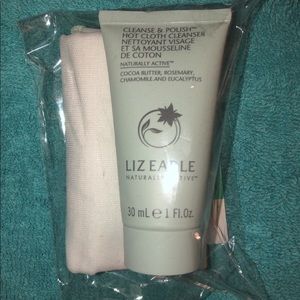 CLEANSE & POLISH™
HOT CLOTH CLEANSER
NETTOYANT VISAGE
ET SA MOUSSELINE
DE COTON
NATURALLY ACTIVE™
COCOA BUTTER, ROSEMARY,
CHAMOMILE AND EUCALYPTUS
LIZ EARLE
NATURALLY ACTIVE™
30 mL e 1 Fl.Oz.